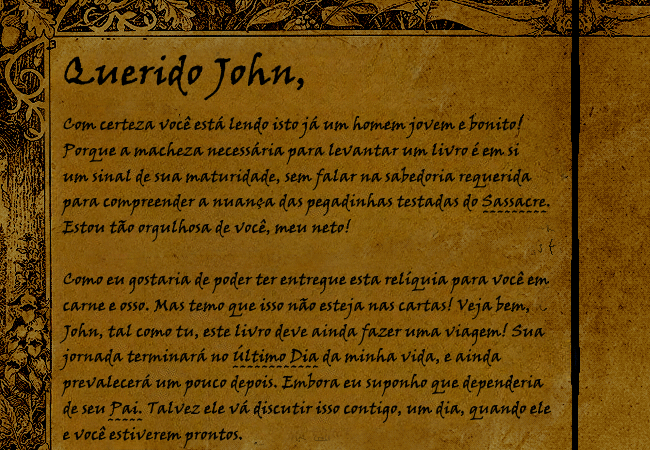 Querido John,
Com certeza você está lendo isto já um homem jovem e bonito!
Porque a macheza necessária para levantar um livro é em si
um sinal de sua maturidade, sem falar na sabedoria requerida
para compreender a nuança das pegadinhas testadas do Sassacre.
Estou tão orgulhosa de você, meu neto!
Como eu gostaria de poder ter entregue esta relíquia para você em
carne e osso. Mas temo que isso não esteja nas cartas! Veja bem,
John, tal como tu, este livro deve ainda fazer uma viagem! Sua
jornada terminará no Último Dia da minha vida, e ainda
prevalecerá um pouco depois. Embora eu suponho que dependeria
de seu Pai. Talvez ele vá discutir isso contigo, um dia, quando ele
e você estiverem prontos.